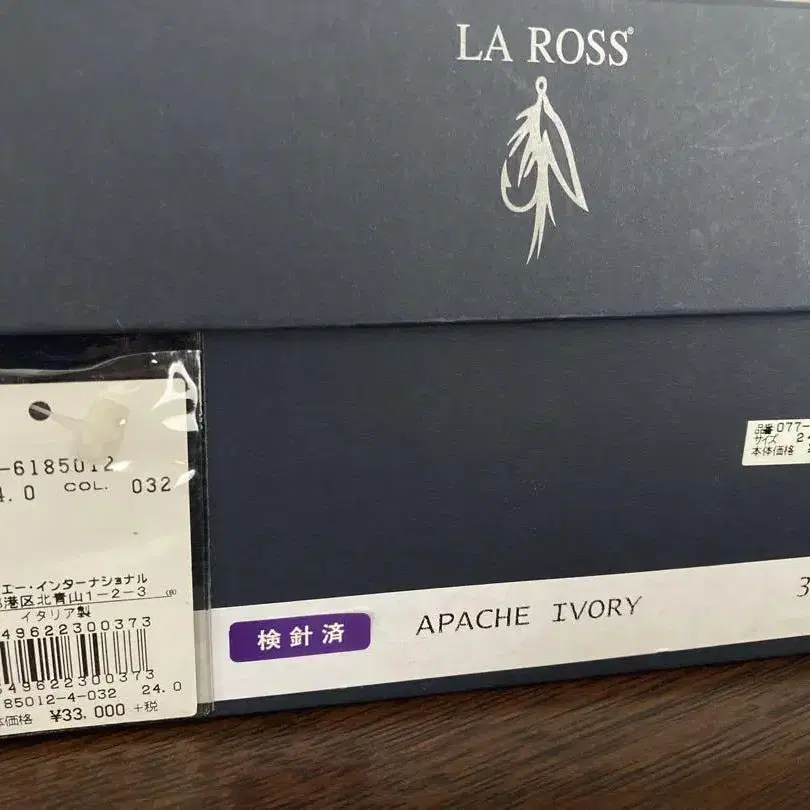 LA ROSS®
-6185012
4.0 COL. 032
エー・インターナショナル
港区北青山1-2-3
イタリア製
49622300373
49622300373
85012-4-032 24.0
体価格 ¥33,000 +税
品番 077-
サイズ 2
本体価格
検針済
APACHE IVORY 3